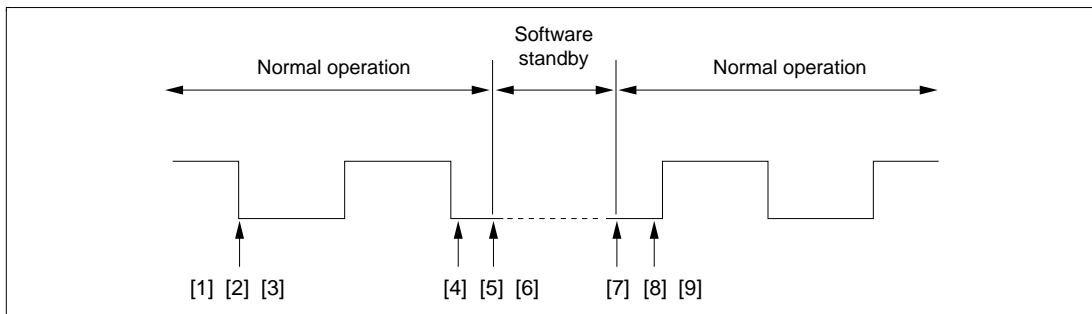 Software
standby
Normal operation
Normal operation
[1] [2] [3]
[4] [5] [6]
[7] [8] [9]